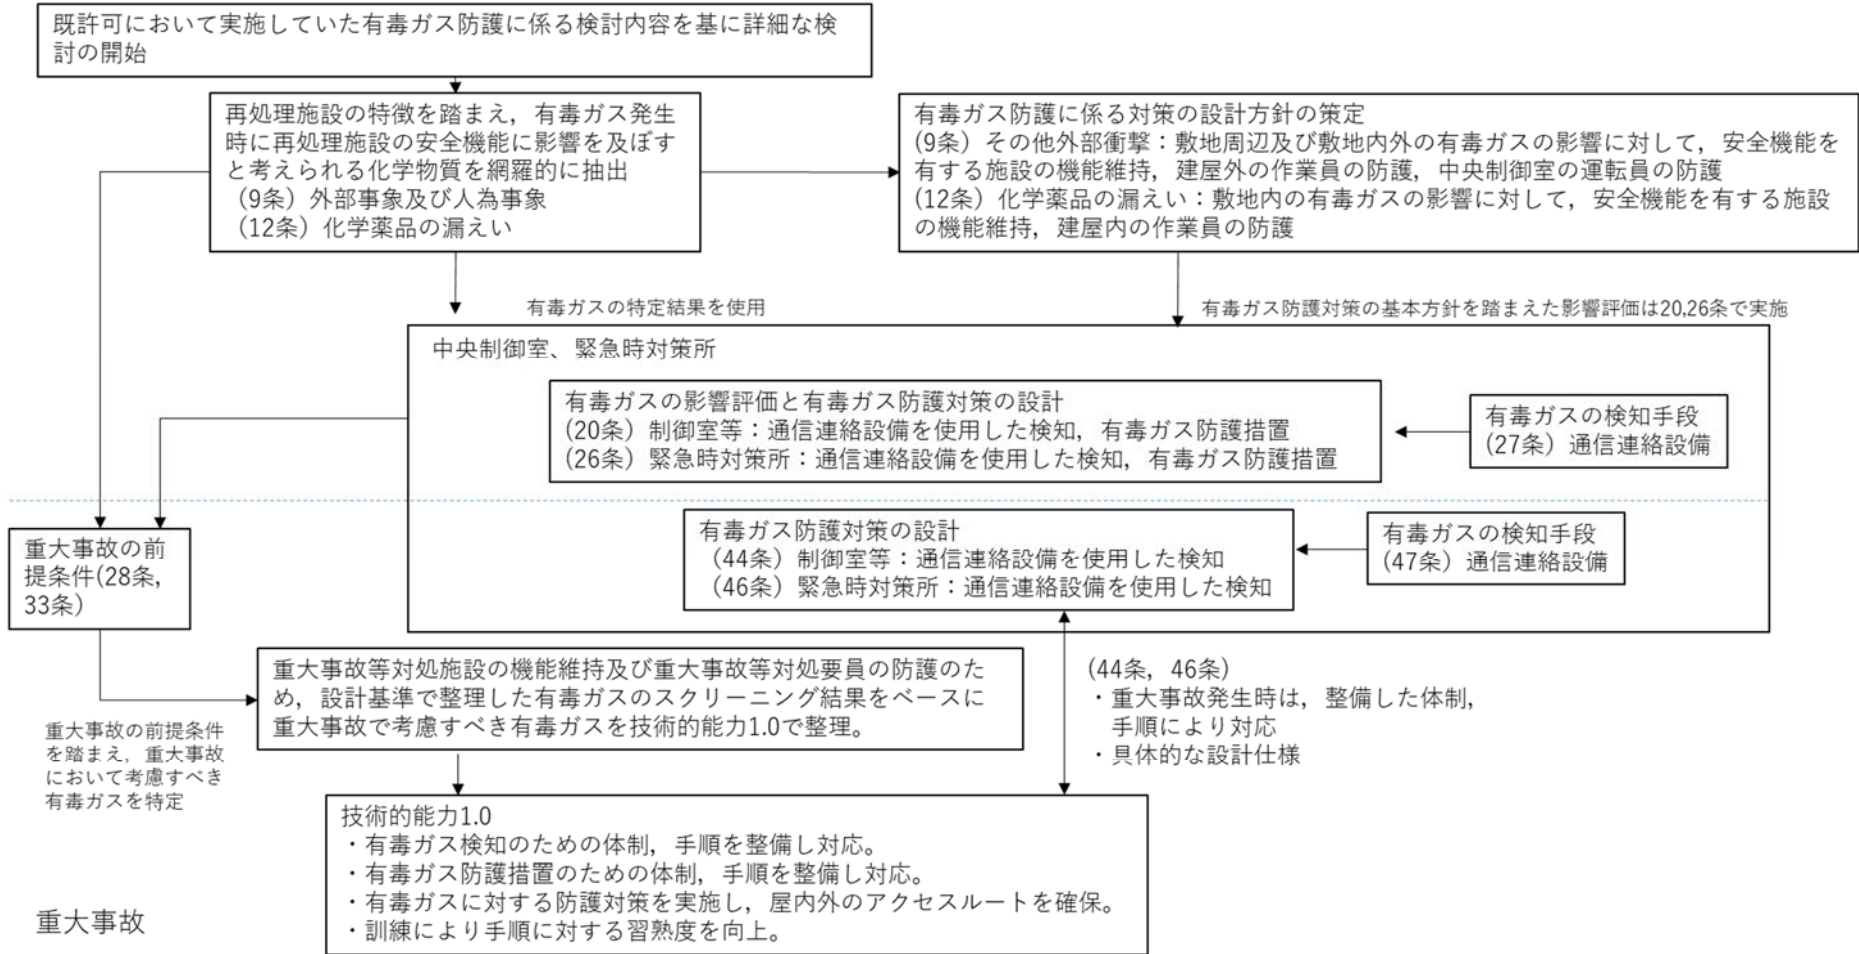 既許可において実施していた有毒ガス防護に係る検討内容を基に詳細な検
討の開始
再処理施設の特徴を踏まえ，有毒ガス発生
時に再処理施設の安全機能に影響を及ぼす
と考えられる化学物質を網羅的に抽出
（9条）外部事象及び人為事象
（12条）化学薬品の漏えい
有毒ガス防護に係る対策の設計方針の策定
(9条) その他外部衝撃：敷地周辺及び敷地内外の有毒ガスの影響に対して，安全機能を
有する施設の機能維持，建屋外の作業員の防護，中央制御室の運転員の防護
(12条) 化学薬品の漏えい：敷地内の有毒ガスの影響に対して，安全機能を有する施設
の機能維持，建屋内の作業員の防護
有毒ガスの特定結果を使用
有毒ガス防護対策の基本方針を踏まえた影響評価は20,26条で実施
中央制御室、緊急時対策所
有毒ガスの影響評価と有毒ガス防護対策の設計
(20条) 制御室等：通信連絡設備を使用した検知，有毒ガス防護措置
(26条) 緊急時対策所：通信連絡設備を使用した検知，有毒ガス防護措置
有毒ガスの検知手段
(27条) 通信連絡設備
有毒ガス防護対策の設計
（44条）制御室等：通信連絡設備を使用した検知
（46条）緊急時対策所：通信連絡設備を使用した検知
有毒ガスの検知手段
(47条) 通信連絡設備
重大事故の前
提条件(28条，
33条）
重大事故の前提条件
を踏まえ，重大事故
において考慮すべき
有毒ガスを特定
重大事故等対処施設の機能維持及び重大事故等対処要員の防護のた
め，設計基準で整理した有毒ガスのスクリーニング結果をベースに
重大事故で考慮すべき有毒ガスを技術的能力1.0で整理。
(44条，46条)
・重大事故発生時は，整備した体制，
手順により対応
・具体的な設計仕様
技術的能力1.0
・有毒ガス検知のための体制，手順を整備し対応。
・有毒ガス防護措置のための体制，手順を整備し対応。
・有毒ガスに対する防護対策を実施し，屋内外のアクセスルートを確保。
・訓練により手順に対する習熟度を向上。
重大事故